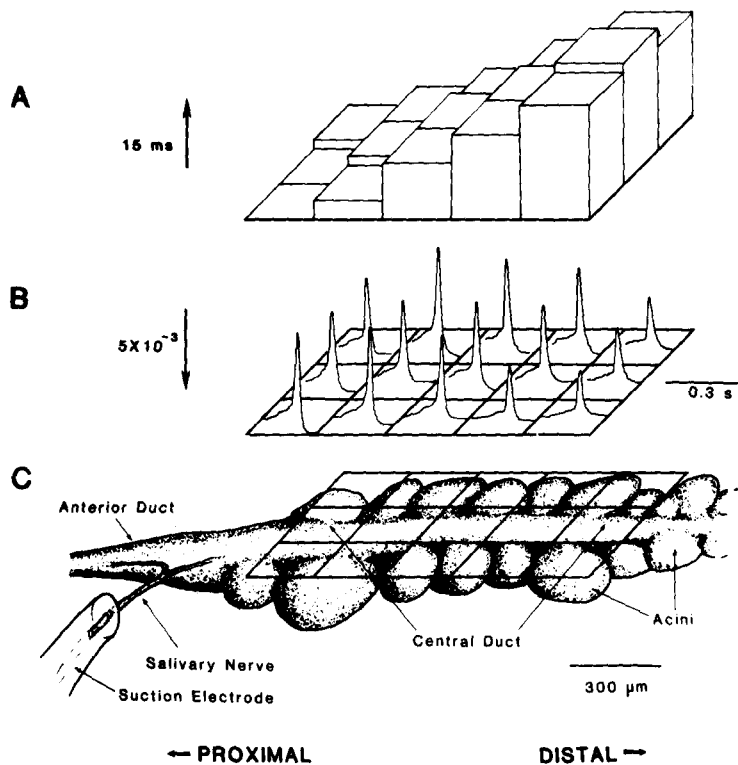 A
15 ms
B
5X10⁻³
0.3 s
C
Anterior Duct
Central Duct
Acini
Salivary Nerve
Suction Electrode
300 µm
← PROXIMAL
DISTAL →